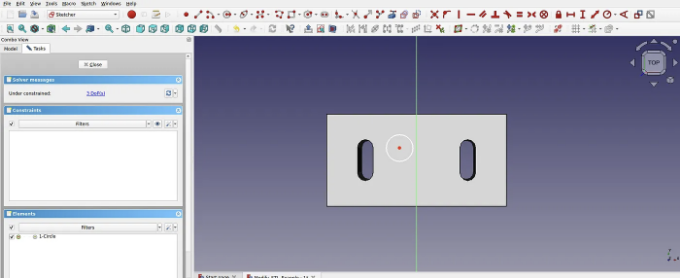 File Edit View Tools Macro Sketch Windows Help
Sketcher
Combo View
Model Tasks
Close
Solver messages
Under constrained: 3 DoF(s)
Constraints
Filters
TOP
Elements
Filters
1-Circle
Start page